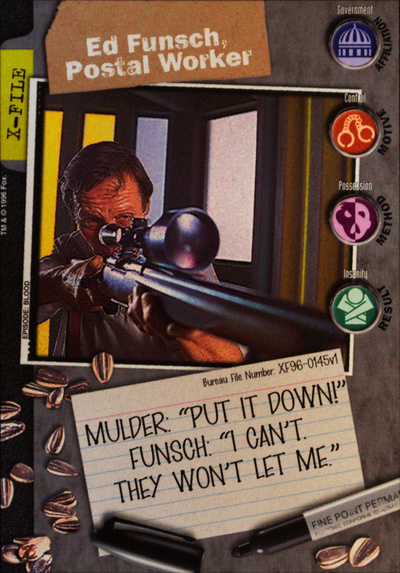 Ed Funsch,
Postal Worker
X-FILE
TM & © 1996 Fox.
EPISODE: BLOOD
Government
AFFILIATION
Control
MOTIVE
Possession
METHOD
Insanity
RESULT
Bureau File Number: XF96-0145v1
MULDER: "PUT IT DOWN!"
FUNSCH: "I CAN'T.
THEY WON'T LET ME."
FINE POINT PERMA